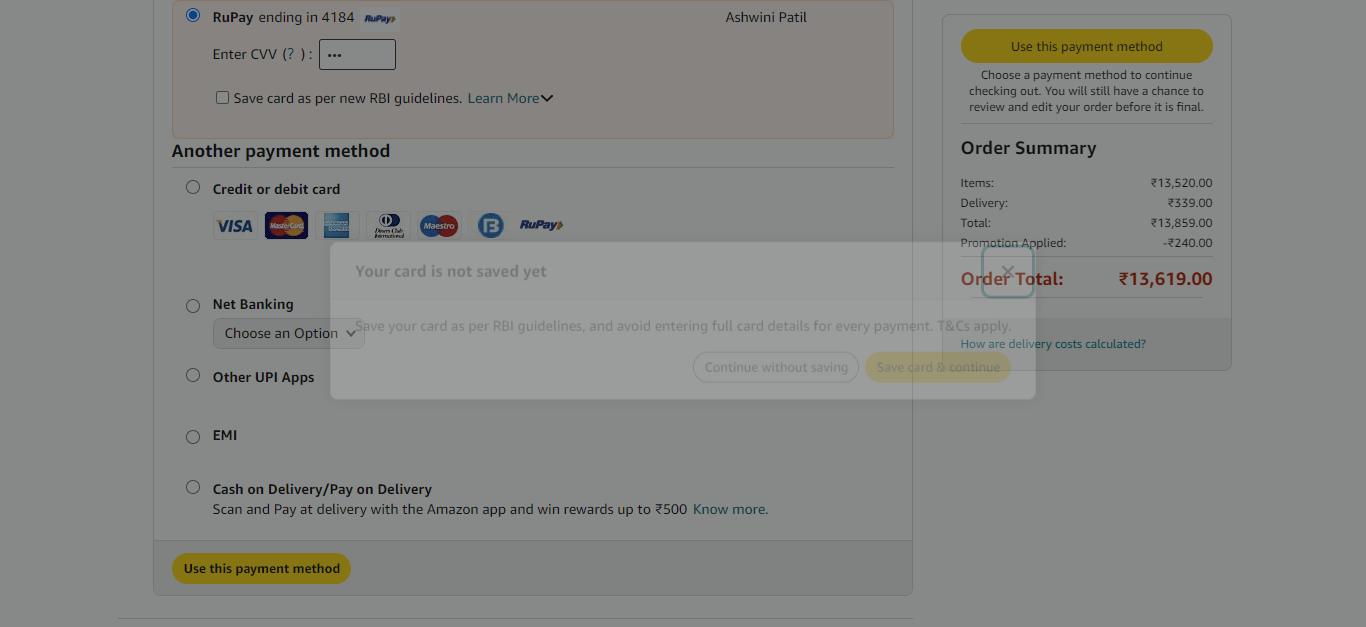 RuPay ending in 4184 RuPay Ashwini Patil
Enter CVV (? ) : •••
Save card as per new RBI guidelines. Learn More
Another payment method
Credit or debit card
VISA MasterCard AMERICAN EXPRESS Diners Club International Maestro B RuPay
Net Banking
Choose an Option
Other UPI Apps
EMI
Cash on Delivery/Pay on Delivery
Scan and Pay at delivery with the Amazon app and win rewards up to ₹500 Know more.
Use this payment method
Your card is not saved yet
Save your card as per RBI guidelines, and avoid entering full card details for every payment. T&Cs apply.
Continue without saving Save card & continue
Use this payment method
Choose a payment method to continue
checking out. You will still have a chance to
review and edit your order before it is final.
Order Summary
Items: ₹13,520.00
Delivery: ₹339.00
Total: ₹13,859.00
Promotion Applied: -₹240.00
Order Total: ₹13,619.00
How are delivery costs calculated?